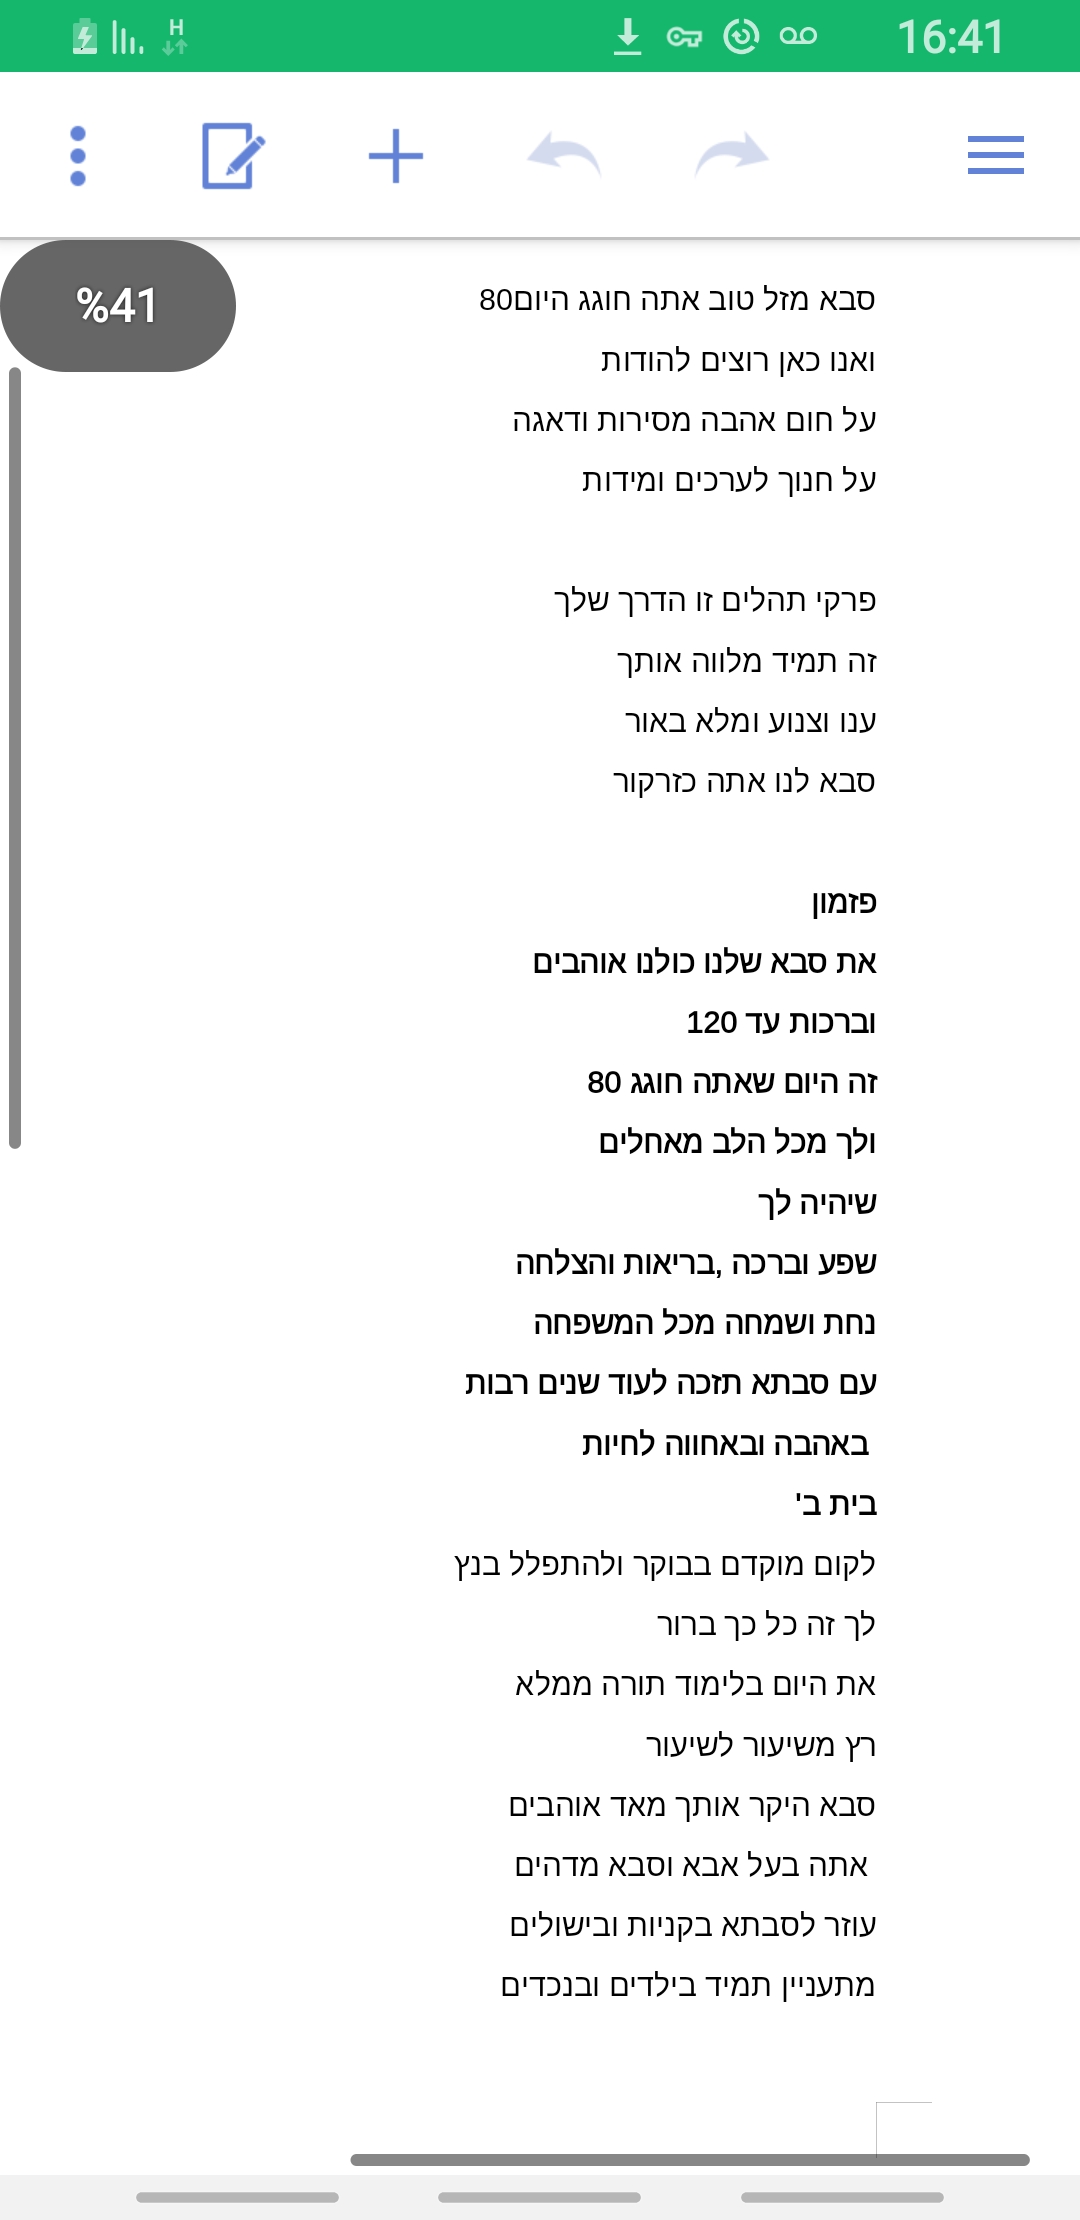 H
16:41
%41
סבא מזל טוב אתה חוגג היום80
ואנו כאן רוצים להודות
על חום אהבה מסירות ודאגה
על חנוך לערכים ומידות
פרקי תהלים זו הדרך שלך
זה תמיד מלווה אותך
ענו וצנוע ומלא באור
סבא לנו אתה כזרקור
פזמון
את סבא שלנו כולנו אוהבים
וברכות עד 120
זה היום שאתה חוגג 80
ולך מכל הלב מאחלים
שיהיה לך
שפע וברכה ,בריאות והצלחה
נחת ושמחה מכל המשפחה
עם סבתא תזכה לעוד שנים רבות
באהבה ובאחווה לחיות
בית ב'
לקום מוקדם בבוקר ולהתפלל בנץ
לך זה כל כך ברור
את היום בלימוד תורה ממלא
רץ משיעור לשיעור
סבא היקר אותך מאד אוהבים
אתה בעל אבא וסבא מדהים
עוזר לסבתא בקניות ובישולים
מתעניין תמיד בילדים ובנכדים